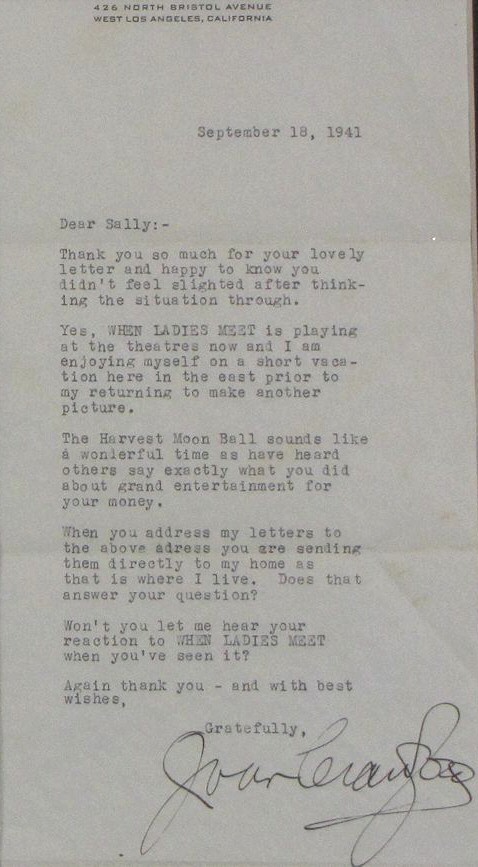 426 NORTH BRISTOL AVENUE
WEST LOS ANGELES, CALIFORNIA
September 18, 1941
Dear Sally:-
Thank you so much for your lovely
letter and happy to know you
didn't feel slighted after think-
ing the situation through.
Yes, WHEN LADIES MEET is playing
at the theatres now and I am
enjoying myself on a short vaca-
tion here in the east prior to
my returning to make another
picture.
The Harvest Moon Ball sounds like
a wonlerful time as have heard
others say exactly what you did
about grand entertainment for
your money.
When you address my letters to
the above adress you are sending
them directly to my home as
that is where I live. Does that
answer your question?
Won't you let me hear your
reaction to WHEN LADIES MEET
when you've seen it?
Again thank you - and with best
wishes,
Gratefully,
Joan Crawford